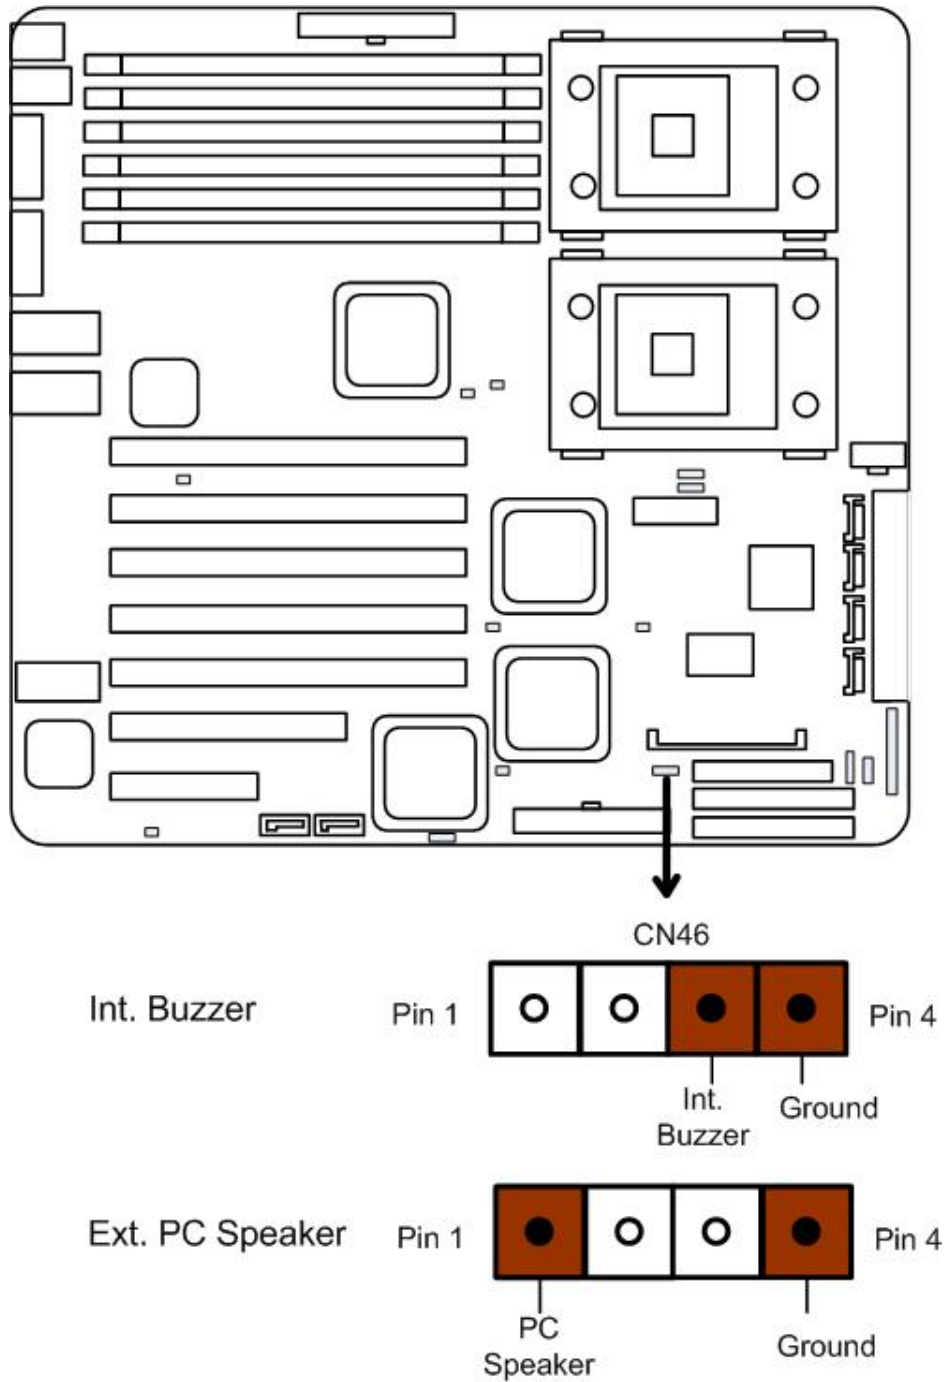 CN46
Int. Buzzer
Pin 1
Pin 4
Int.
Buzzer
Ground
Ext. PC Speaker
Pin 1
Pin 4
PC
Speaker
Ground